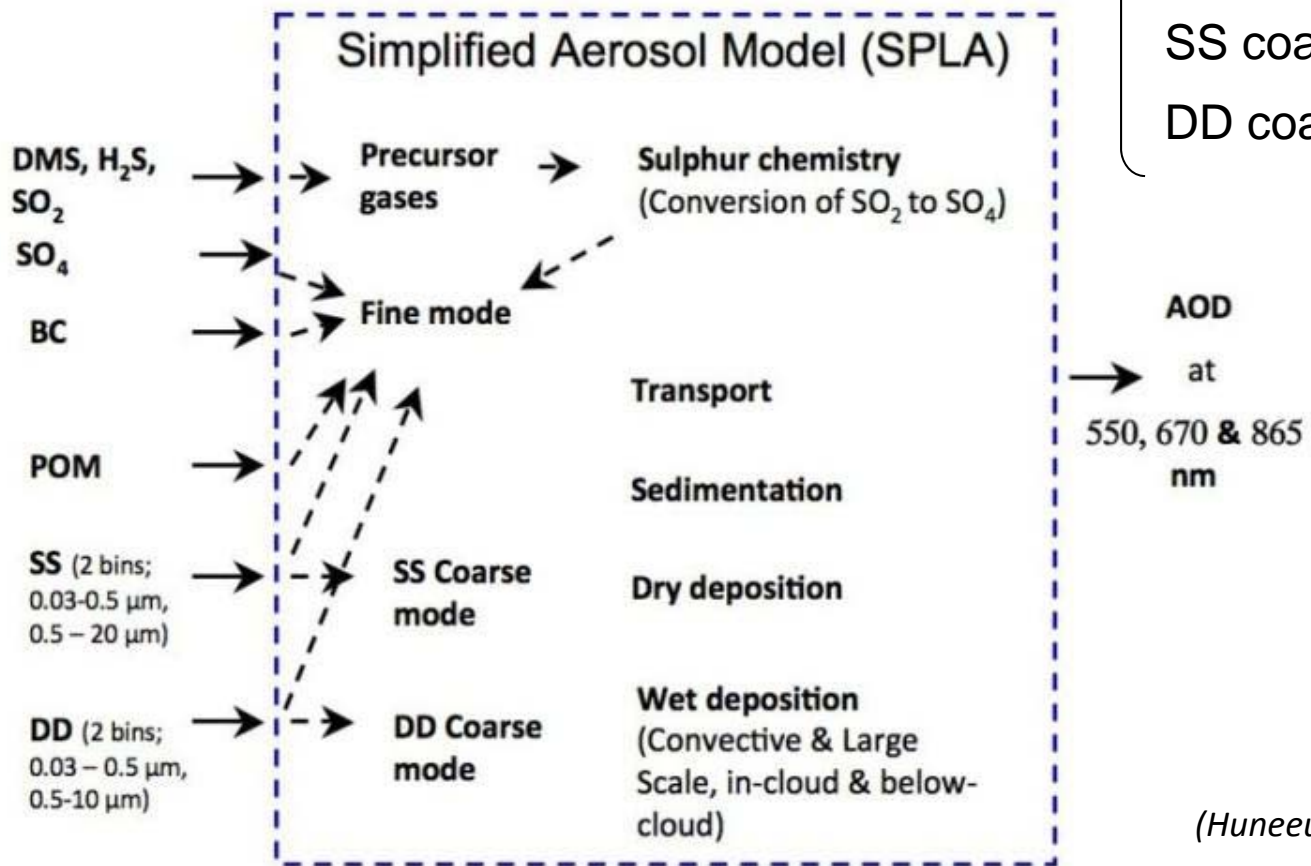 Simplified Aerosol Model (SPLA)
SS
DD
DMS, H₂S,
SO₂
Precursor
gases
Sulphur chemistry
(Conversion of SO₂ to SO₄)
SO₄
Fine mode
BC
AOD
at
550, 670 & 865
nm
Transport
POM
Sedimentation
SS (2 bins;
0.03-0.5 µm,
0.5 – 20 µm)
SS Coarse
mode
Dry deposition
DD (2 bins;
0.03 – 0.5 µm,
0.5-10 µm)
DD Coarse
mode
Wet deposition
(Convective & Large
Scale, in-cloud & below-
cloud)